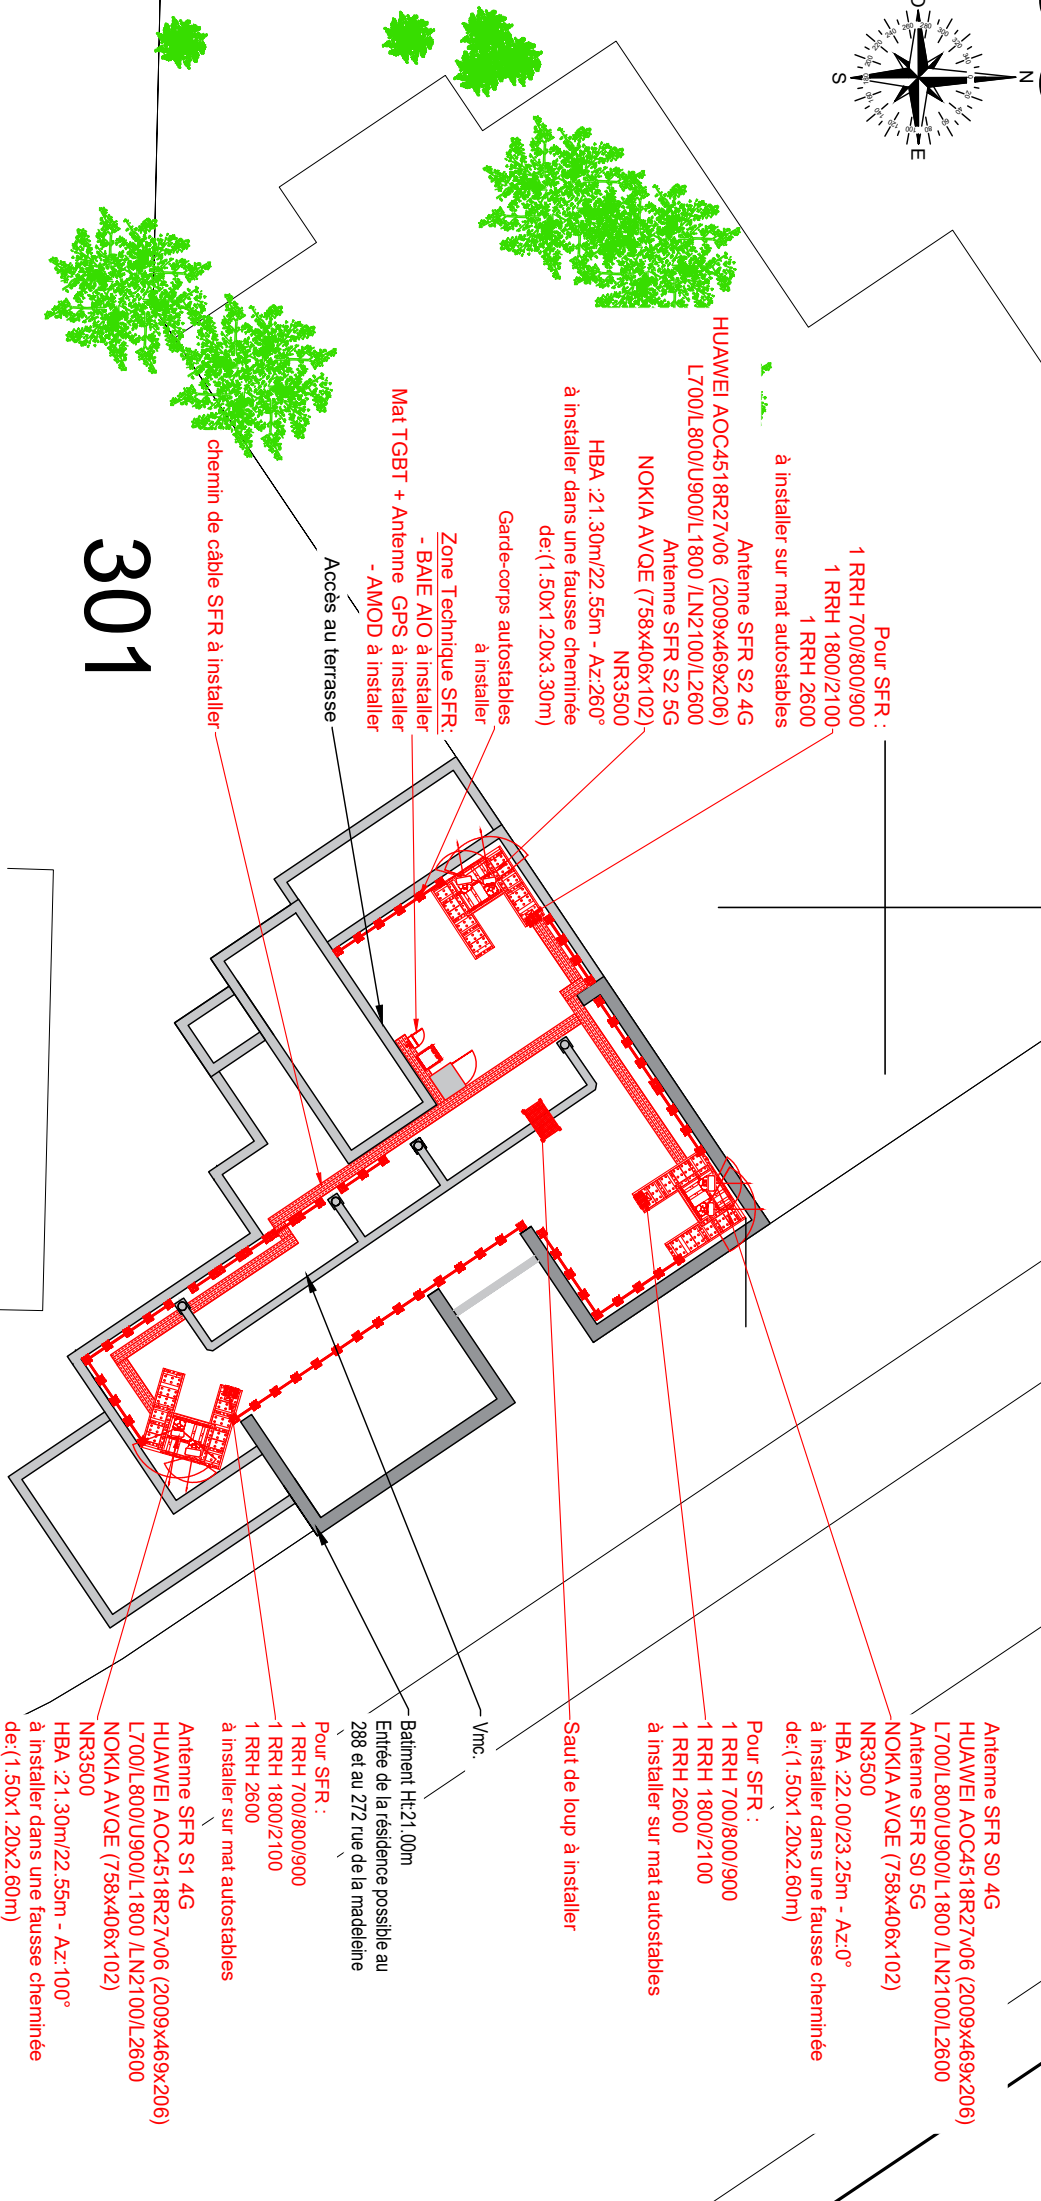 Pour SFR :
1 RRH 700/800/900
1 RRH 1800/2100
1 RRH 2600
à installer sur mat autostables
Antenne SFR S2 4G
HUAWEI AOC4518R27v06 (2009x469x206)
L700/L800/U900/L1800 /LN2100/L2600
Antenne SFR S2 5G
NOKIA AVQE (758x406x102)
NR3500
HBA :21.30m/22.55m - Az:260°
à installer dans une fausse cheminée
de:(1.50x1.20x3.30m)
Garde-corps autostables
à installer
Zone Technique SFR:
- BAIE AIO à installer
Mat TGBT + Antenne GPS à installer
- AMOD à installer
Accès au terrasse
chemin de câble SFR à installer
301
Antenne SFR S0 4G
HUAWEI AOC4518R27v06 (2009x469x206)
L700/L800/U900/L1800 /LN2100/L2600
Antenne SFR S0 5G
NOKIA AVQE (758x406x102)
NR3500
HBA :22.00/23.25m - Az:0°
à installer dans une fausse cheminée
de:(1.50x1.20x2.60m)
Pour SFR :
1 RRH 700/800/900
1 RRH 1800/2100
1 RRH 2600
à installer sur mat autostables
Saut de loup à installer
Vmc.
Batiment Ht:21.00m
Entrée de la résidence possible au
288 et au 272 rue de la madeleine
Pour SFR :
1 RRH 700/800/900
1 RRH 1800/2100
1 RRH 2600
à installer sur mat autostables
Antenne SFR S1 4G
HUAWEI AOC4518R27v06 (2009x469x206)
L700/L800/U900/L1800 /LN2100/L2600
NOKIA AVQE (758x406x102)
NR3500
HBA :21.30m/22.55m - Az:100°
à installer dans une fausse cheminée
de:(1.50x1.20x2.60m)
N
E
S